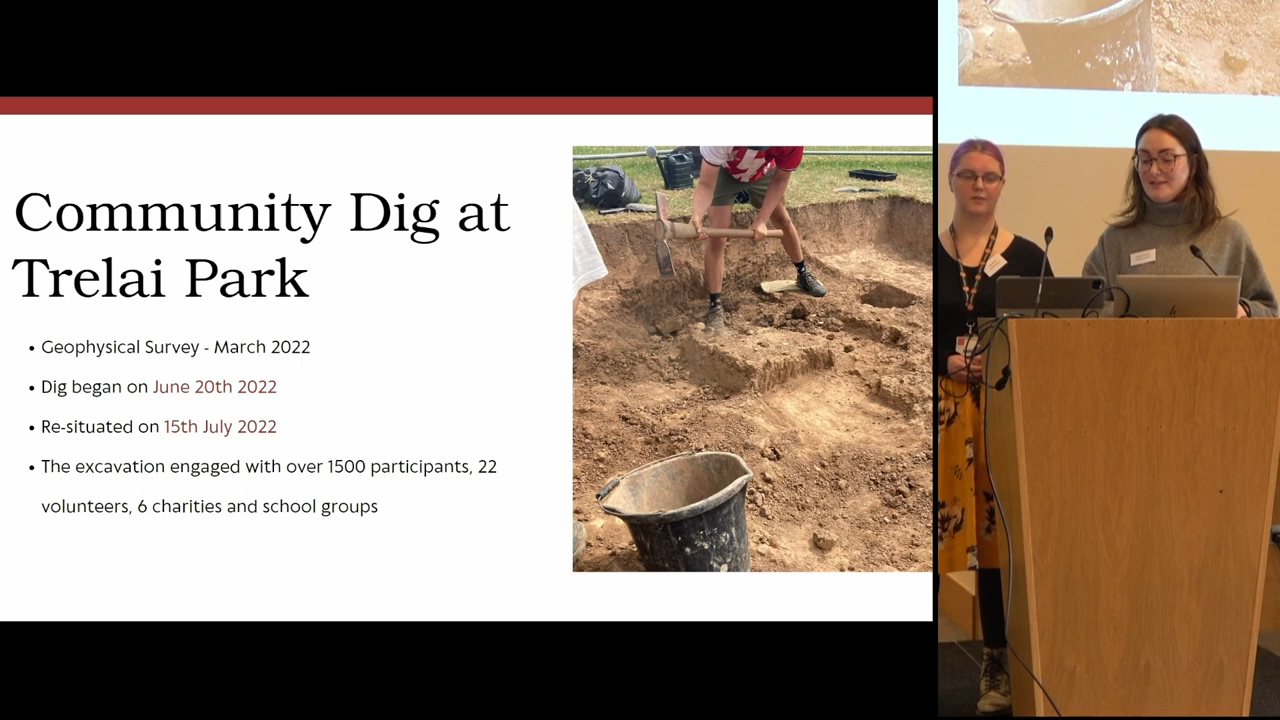 Community Dig at
Trelai Park
• Geophysical Survey - March 2022
• Dig began on June 20th 2022
• Re-situated on 15th July 2022
• The excavation engaged with over 1500 participants, 22
volunteers, 6 charities and school groups